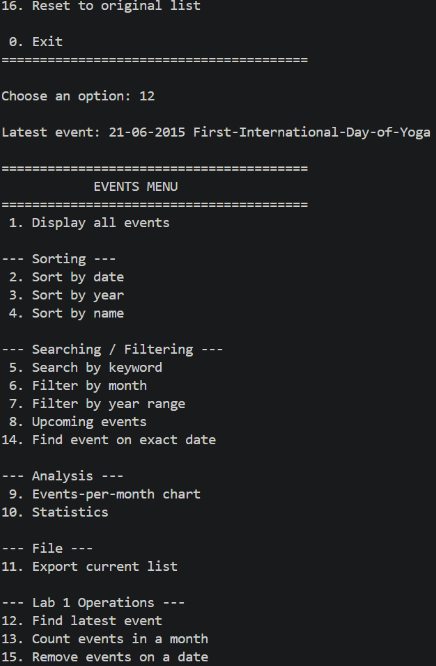 16. Reset to original list
0. Exit
========================================
Choose an option: 12
Latest event: 21-06-2015 First-International-Day-of-Yoga
========================================
EVENTS MENU
========================================
1. Display all events
--- Sorting ---
2. Sort by date
3. Sort by year
4. Sort by name
--- Searching / Filtering ---
5. Search by keyword
6. Filter by month
7. Filter by year range
8. Upcoming events
14. Find event on exact date
--- Analysis ---
9. Events-per-month chart
10. Statistics
--- File ---
11. Export current list
--- Lab 1 Operations ---
12. Find latest event
13. Count events in a month
15. Remove events on a date